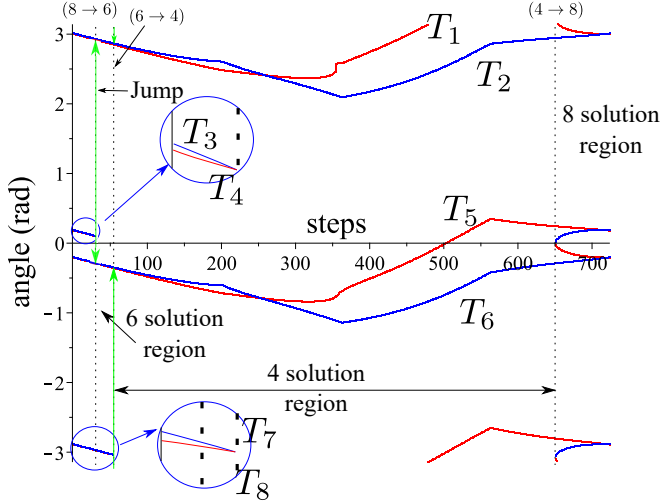 (8 → 6)
(6 → 4)
(4 → 8)
T1
T2
3
2
1
0
-1
-2
-3
angle (rad)
Jump
T3
T4
8 solution
region
steps
T5
100
200
300
400
500
600
700
6 solution
region
T6
4 solution
region
T7
T8